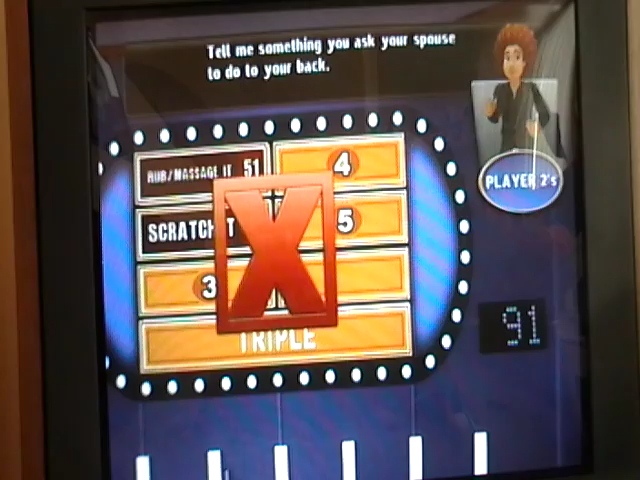 Tell me something you ask your spouse
to do to your back.
RUB/MASSAGE IT 51
4
SCRATCH IT
5
3
X
TRIPLE
PLAYER 2's
91